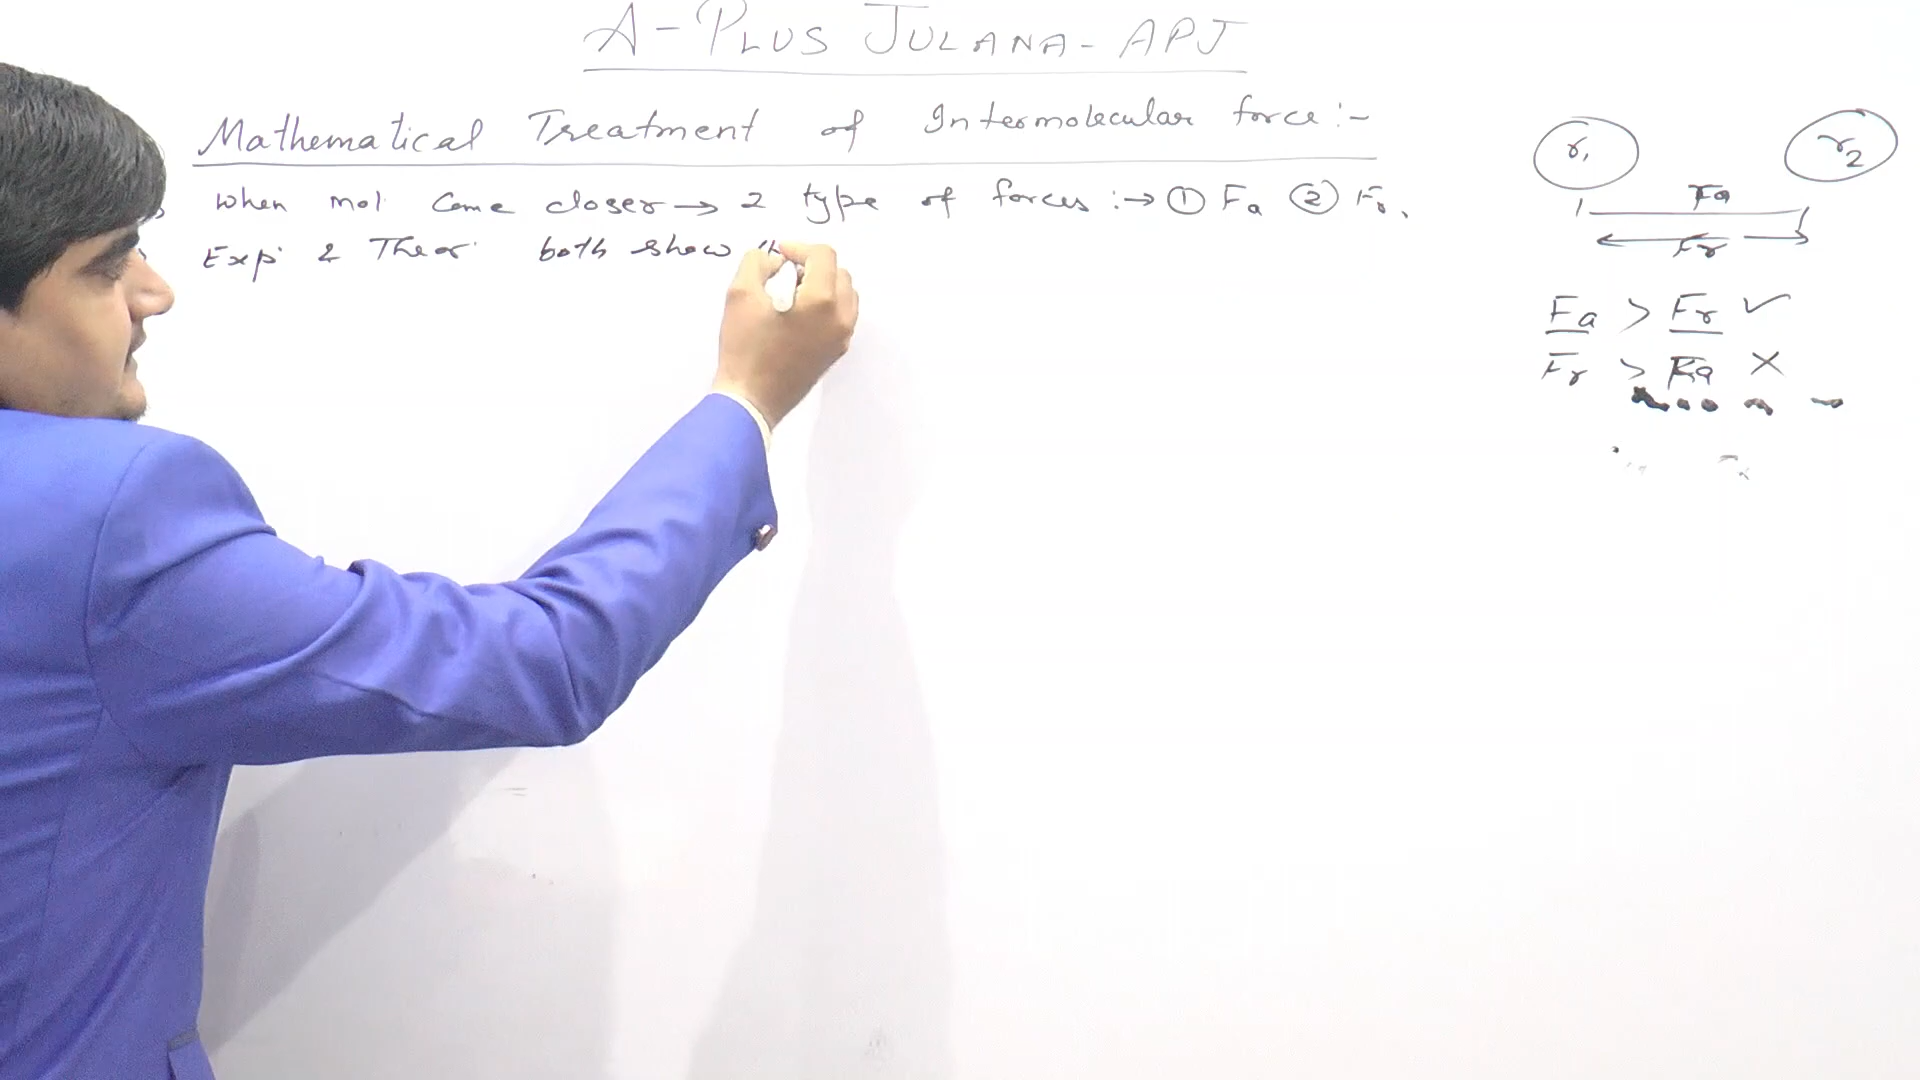 A-PLUS JULANA-APJ
Mathematical Treatment of Intermolecular force:-
When mol. Come closer → 2 type of forces :→ ① Fa ② Fr.
Exp. & Theor. both show
r1
r2
Fa
Fr
Fa > Fr ✓
Fr > Fa ×